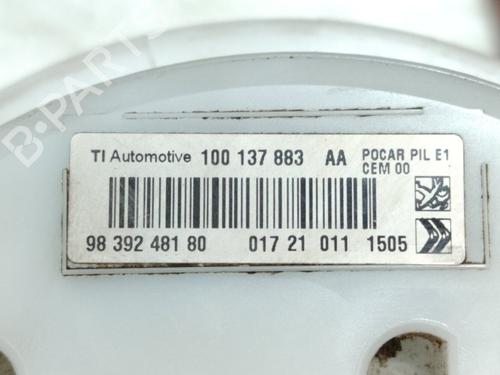 B-PARTS
TI Automotive 100 137 883 AA POCAR PIL E1
CEM 00
98 392 481 80 017 21 011 1505